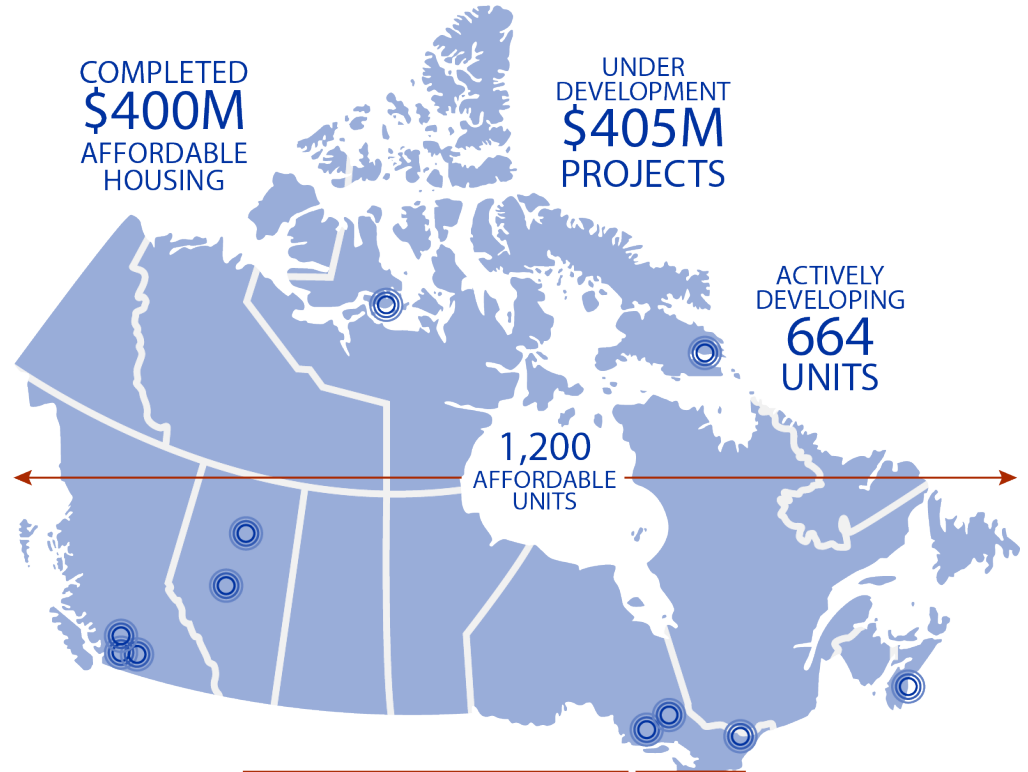 COMPLETED
$400M
AFFORDABLE
HOUSING
UNDER
DEVELOPMENT
$405M
PROJECTS
ACTIVELY
DEVELOPING
664
UNITS
1,200
AFFORDABLE
UNITS